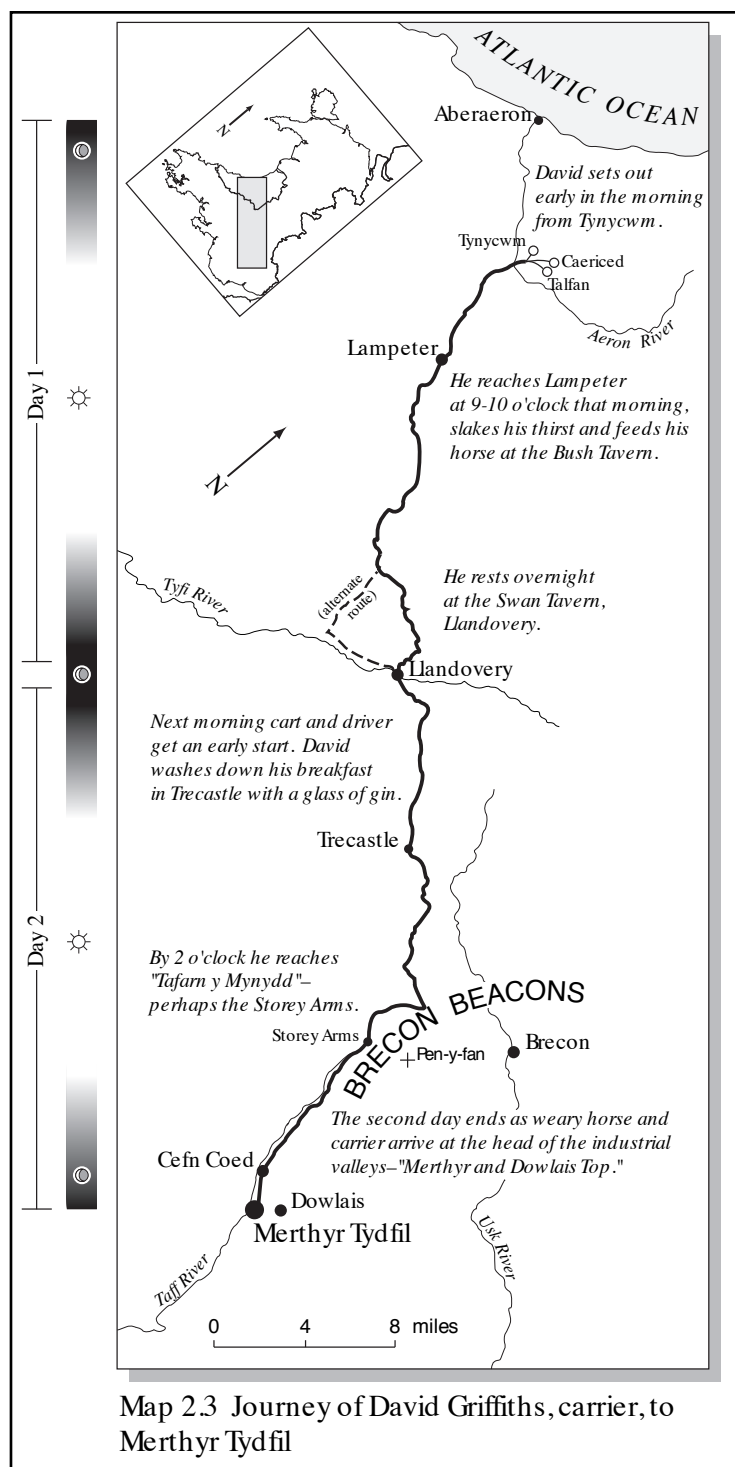 ATLANTIC OCEAN
Aberaeron
N
David sets out
early in the morning
from Tynycwm.
Tynycwm
Caericed
Talfan
Aeron River
Lampeter
Day 1
He reaches Lampeter
at 9-10 o'clock that morning,
slakes his thirst and feeds his
horse at the Bush Tavern.
N
Tyfi River
(alternate
route)
He rests overnight
at the Swan Tavern,
Llandovery.
Llandovery
Next morning cart and driver
get an early start. David
washes down his breakfast
in Trecastle with a glass of gin.
Trecastle
Day 2
By 2 o'clock he reaches
"Tafarn y Mynydd"–
perhaps the Storey Arms.
BRECON BEACONS
Storey Arms
Pen-y-fan
Brecon
The second day ends as weary horse and
carrier arrive at the head of the industrial
valleys–"Merthyr and Dowlais Top."
Cefn Coed
Dowlais
Merthyr Tydfil
Usk River
Taff River
0 4 8 miles
Map 2.3 Journey of David Griffiths, carrier, to
Merthyr Tydfil